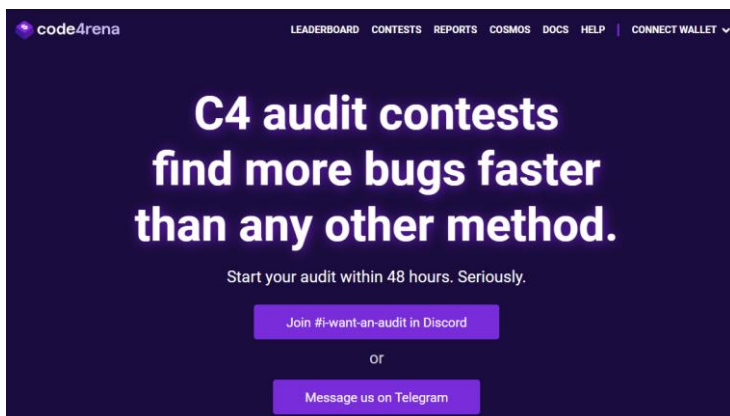 code4rena
LEADERBOARD CONTESTS REPORTS COSMOS DOCS HELP | CONNECT WALLET
C4 audit contests
find more bugs faster
than any other method.
Start your audit within 48 hours. Seriously.
Join #i-want-an-audit in Discord
or
Message us on Telegram